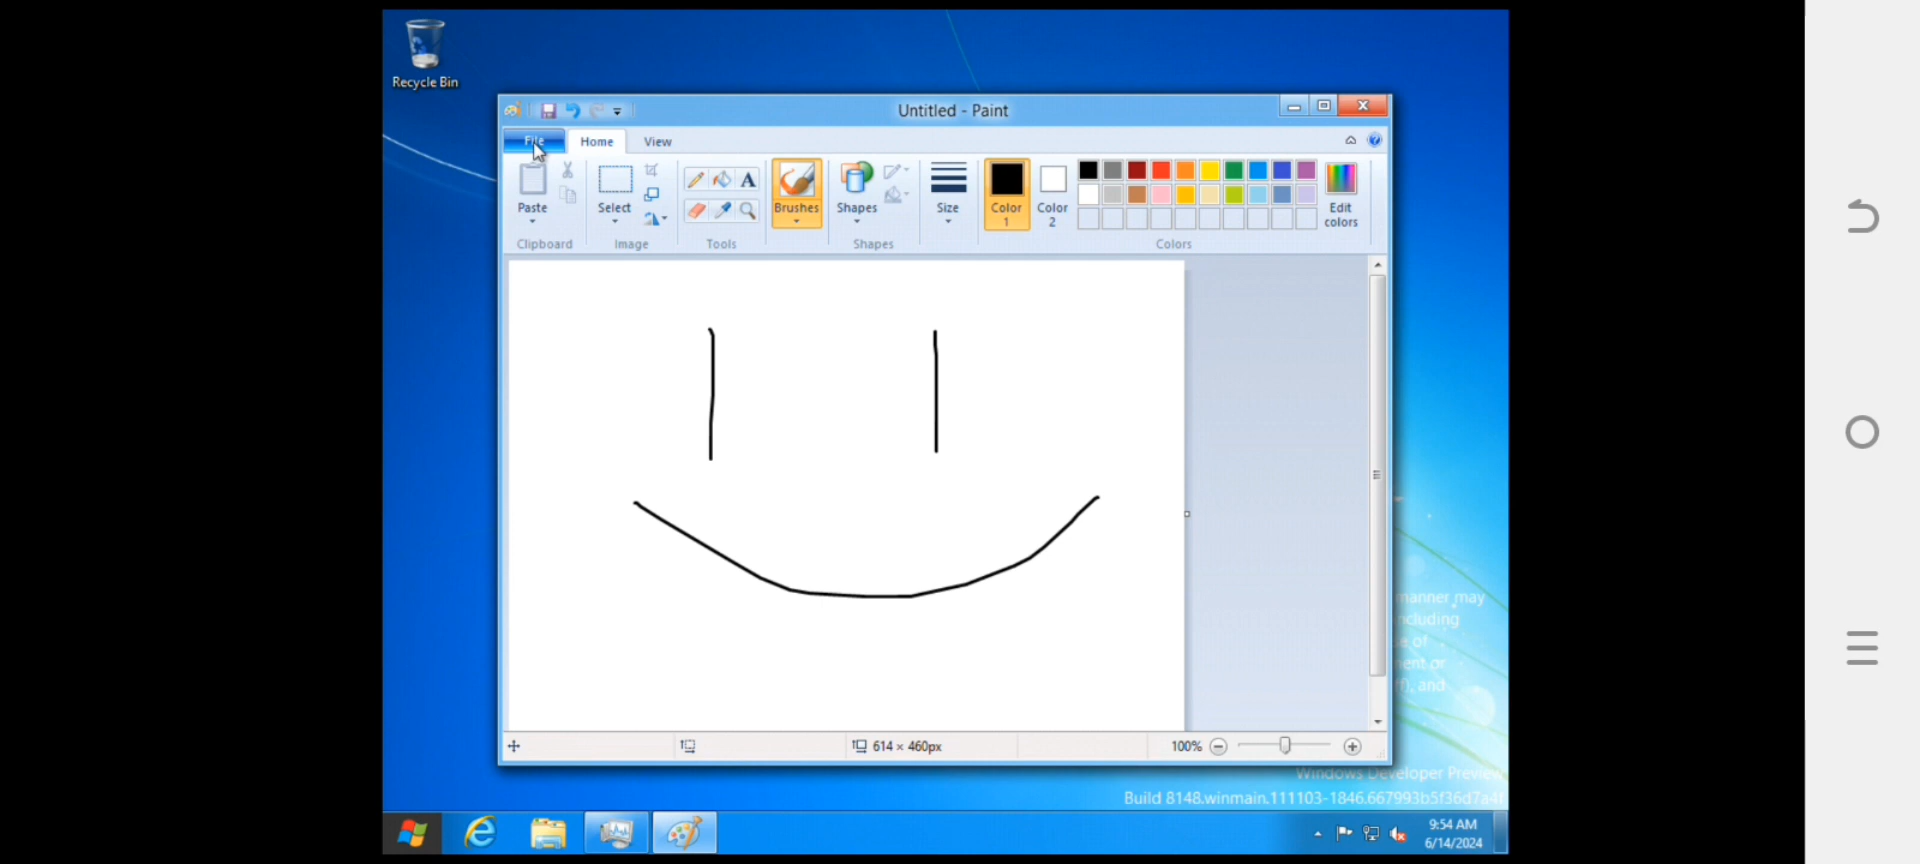 Recycle Bin
Untitled - Paint
File
Home
View
Paste
Select
Brushes
Shapes
Size
Color
1
Color
2
Edit
colors
Clipboard
Image
Tools
Shapes
Colors
manner may
including
of
ment or
and
614 × 460px
100%
Windows Developer Preview
Build 8148.winmain.111103-1846.667993b5f36d7a4f
9:54 AM
6/14/2024